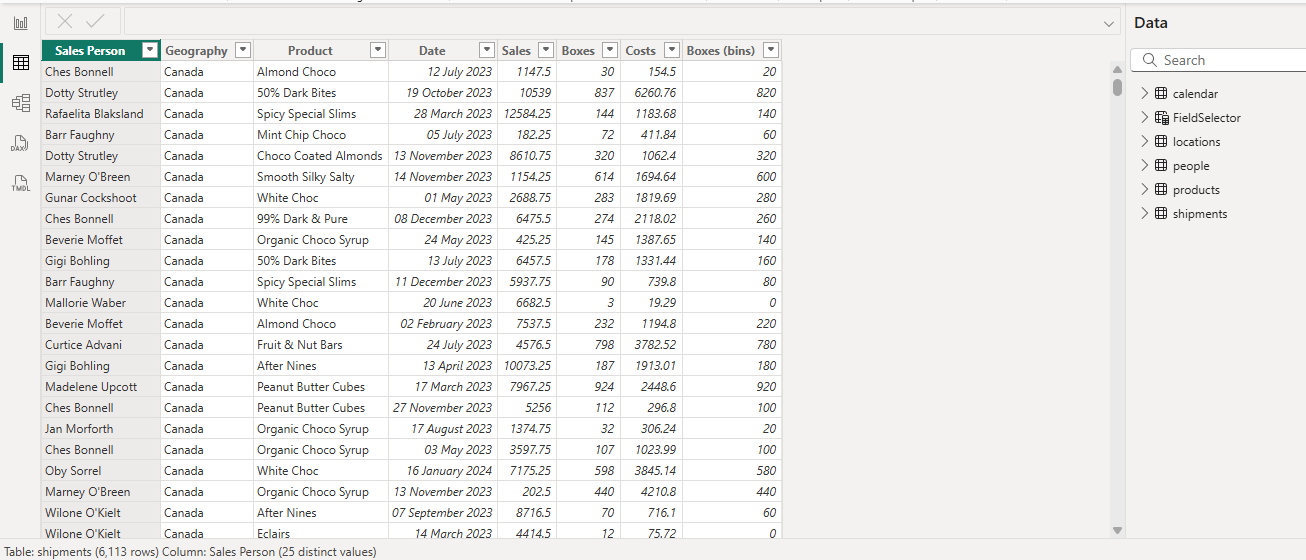 Data
Sales Person Geography Product Date Sales Boxes Costs Boxes (bins)
Search
Ches Bonnell Canada Almond Choco 12 July 2023 1147.5 30 154.5 20
calendar
Dotty Strutley Canada 50% Dark Bites 19 October 2023 10539 837 6260.76 820
FieldSelector
Rafaelita Blaksland Canada Spicy Special Slims 28 March 2023 12584.25 144 1183.68 140
Barr Faughny Canada Mint Chip Choco 05 July 2023 182.25 72 411.84 60
locations
DAX
Dotty Strutley Canada Choco Coated Almonds 13 November 2023 8610.75 320 1062.4 320
people
Marney O'Breen Canada Smooth Silky Salty 14 November 2023 1154.25 614 1694.64 600
TMDL
products
Gunar Cockshoot Canada White Choc 01 May 2023 2688.75 283 1819.69 280
shipments
Ches Bonnell Canada 99% Dark & Pure 08 December 2023 6475.5 274 2118.02 260
Beverie Moffet Canada Organic Choco Syrup 24 May 2023 425.25 145 1387.65 140
Gigi Bohling Canada 50% Dark Bites 13 July 2023 6457.5 178 1331.44 160
Barr Faughny Canada Spicy Special Slims 11 December 2023 5937.75 90 739.8 80
Mallorie Waber Canada White Choc 20 June 2023 6682.5 3 19.29 0
Beverie Moffet Canada Almond Choco 02 February 2023 7537.5 232 1194.8 220
Curtice Advani Canada Fruit & Nut Bars 24 July 2023 4576.5 798 3782.52 780
Gigi Bohling Canada After Nines 13 April 2023 10073.25 187 1913.01 180
Madelene Upcott Canada Peanut Butter Cubes 17 March 2023 7967.25 924 2448.6 920
Ches Bonnell Canada Peanut Butter Cubes 27 November 2023 5256 112 296.8 100
Jan Morforth Canada Organic Choco Syrup 17 August 2023 1374.75 32 306.24 20
Ches Bonnell Canada Organic Choco Syrup 03 May 2023 3597.75 107 1023.99 100
Oby Sorrel Canada White Choc 16 January 2024 7175.25 598 3845.14 580
Marney O'Breen Canada Organic Choco Syrup 13 November 2023 202.5 440 4210.8 440
Wilone O'Kielt Canada After Nines 07 September 2023 8716.5 70 716.1 60
Wilone O'Kielt Canada Eclairs 14 March 2023 4414.5 12 75.72 0
Table: shipments (6,113 rows) Column: Sales Person (25 distinct values)